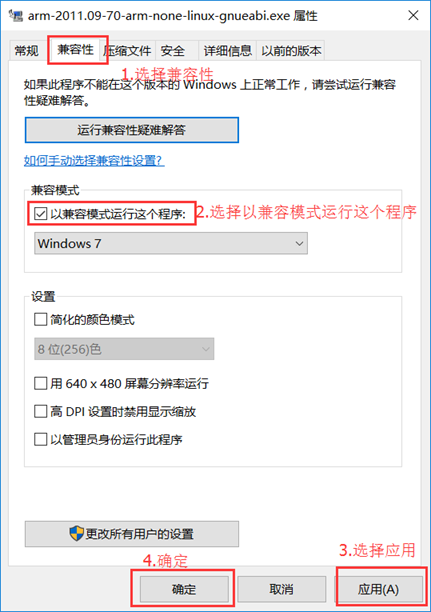 arm-2011.09-70-arm-none-linux-gnueabi.exe 属性
常规 兼容性 压缩文件 安全 详细信息 以前的版本
1.选择兼容性
如果此程序不能在这个版本的 Windows 上正常工作，请尝试运行兼容
性疑难解答。
运行兼容性疑难解答
如何手动选择兼容性设置?
兼容模式
以兼容模式运行这个程序: 2.选择以兼容模式运行这个程序
Windows 7
设置
简化的颜色模式
8 位(256)色
用 640 x 480 屏幕分辨率运行
高 DPI 设置时禁用显示缩放
以管理员身份运行此程序
更改所有用户的设置
4.确定 3.选择应用
确定 取消 应用(A)